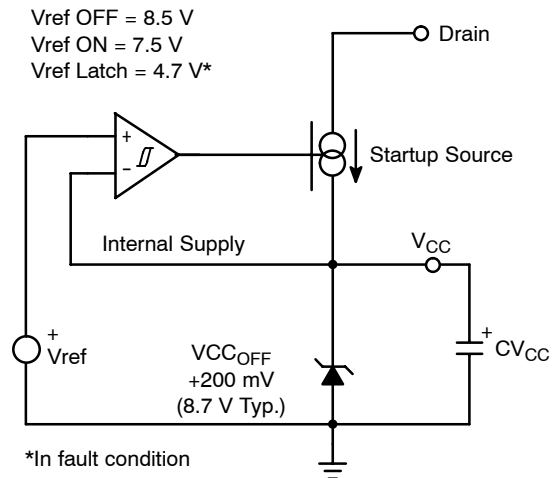 Vref OFF = 8.5 V
Vref ON = 7.5 V
Vref Latch = 4.7 V*
Drain
+
-
Startup Source
Internal Supply
VCC
+
Vref
VCCOFF
+200 mV
(8.7 V Typ.)
+
CVCC
*In fault condition